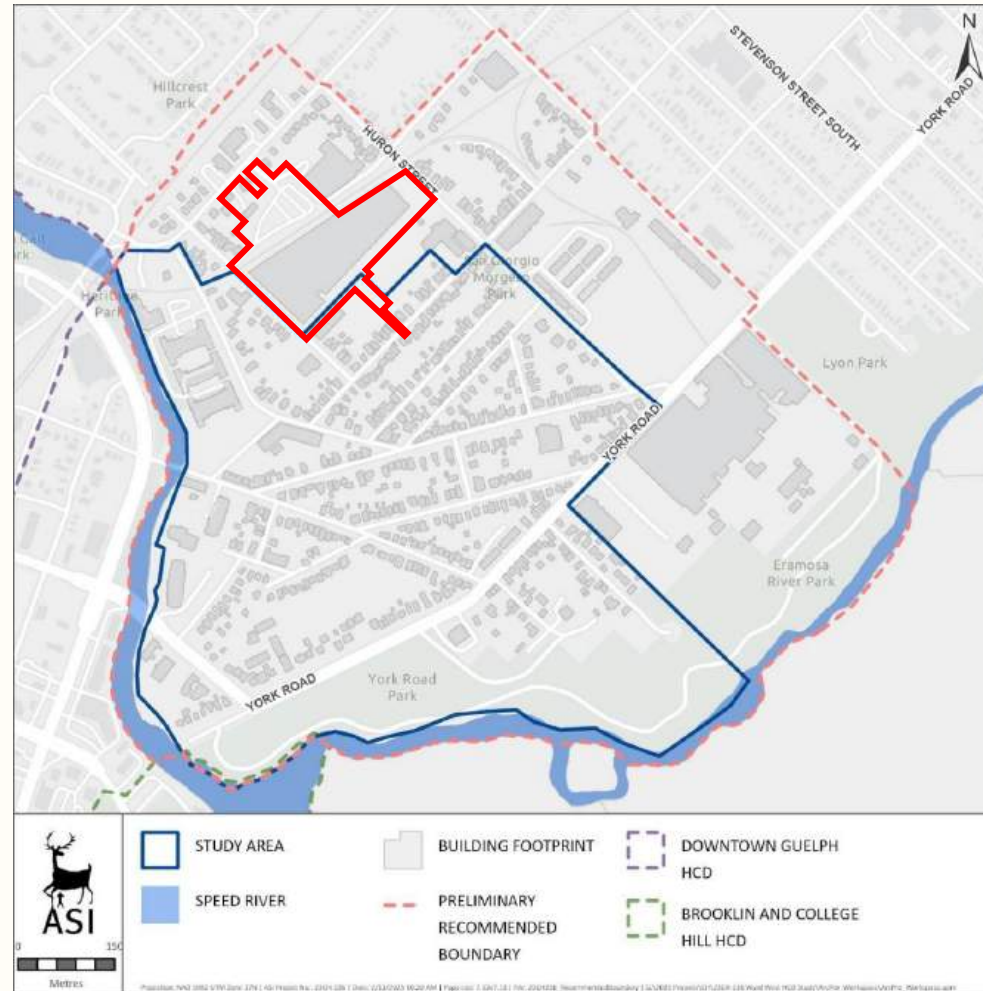 N
STEVENSON STREET SOUTH
YORK ROAD
Hillcrest
Park
HURON STREET
Morgeto
Park
Heritage
Park
Lyon Park
YORK ROAD
Eramosa
River Park
York Road
Park
YORK ROAD
ASI
0
Metres
STUDY AREA
SPEED RIVER
BUILDING FOOTPRINT
PRELIMINARY
RECOMMENDED
BOUNDARY
DOWNTOWN GUELPH
HCD
BROOKLIN AND COLLEGE
HILL HCD